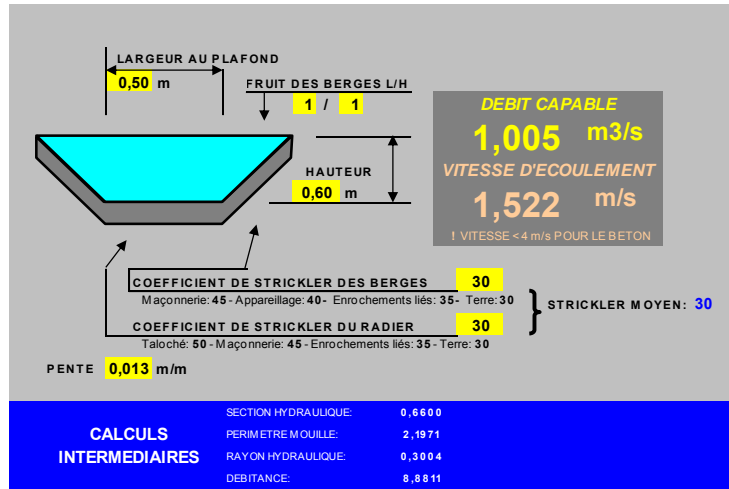 LARGEUR AU PLAFOND
0,50 m
FRUIT DES BERGES L/H
1 / 1
HAUTEUR
0,60 m
DEBIT CAPABLE
1,005 m3/s
VITESSE D'ECOULEMENT
1,522 m/s
! VITESSE < 4 m/s POUR LE BETON
COEFFICIENT DE STRICKLER DES BERGES 30
Maçonnerie: 45 - Appareillage: 40 - Enrochements liés: 35 - Terre: 30
COEFFICIENT DE STRICKLER DU RADIER 30
Taloché: 50 - Maçonnerie: 45 - Enrochements liés: 35 - Terre: 30
STRICKLER MOYEN: 30
PENTE 0,013 m/m
CALCULS
INTERMEDIAIRES
SECTION HYDRAULIQUE: 0,6600
PERIMETRE MOUILLE: 2,1971
RAYON HYDRAULIQUE: 0,3004
DEBITANCE: 8,8811